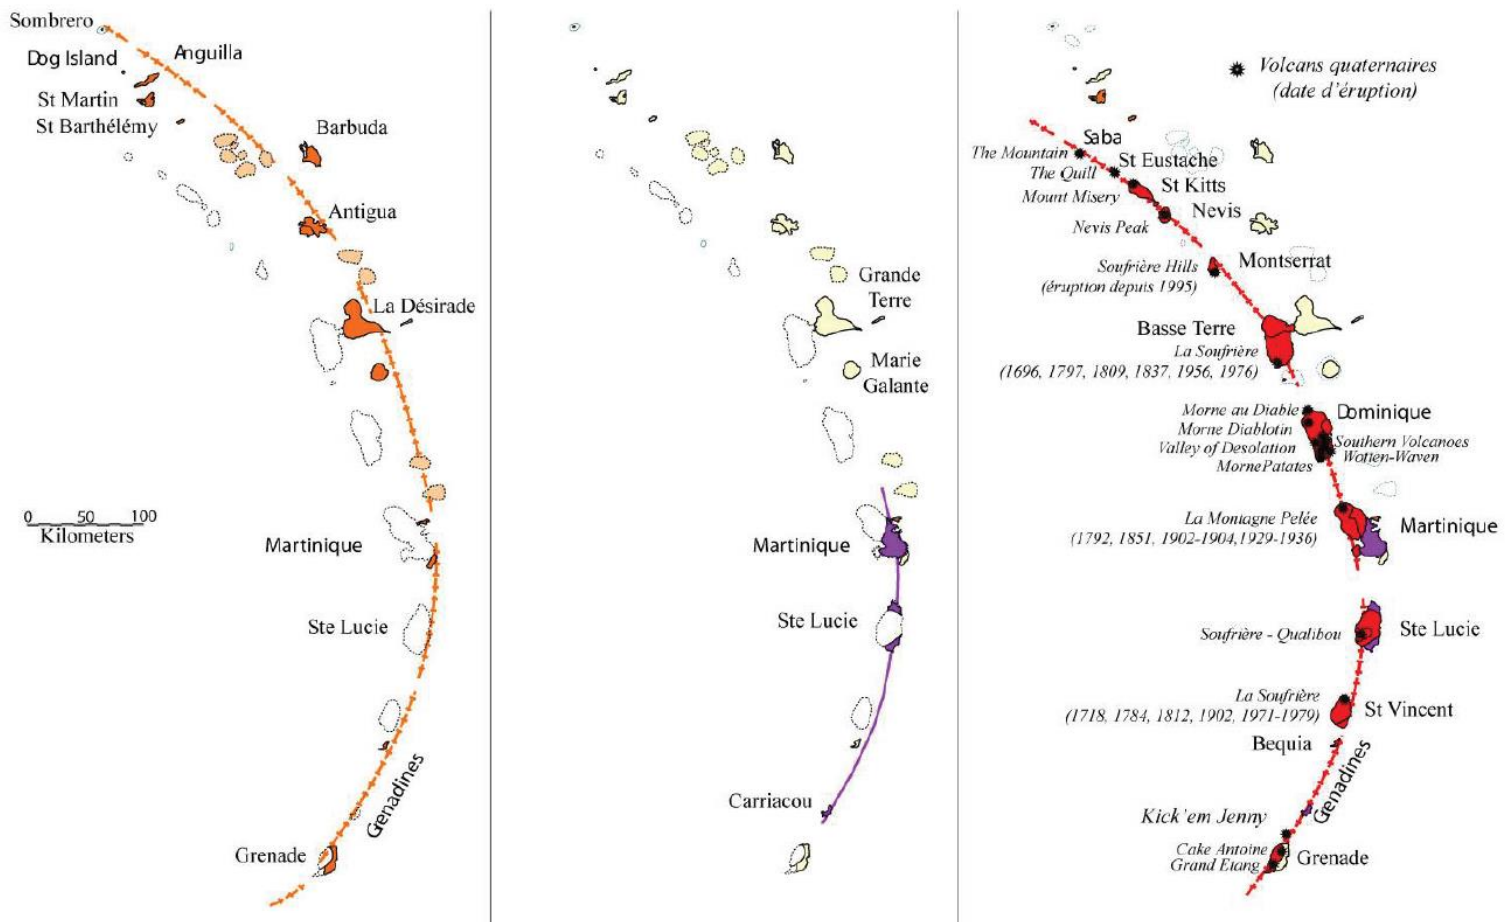 Sombrero
Dog Island
Anguilla
St Martin
St Barthélémy
Barbuda
Antigua
La Désirade
0 50 100
Kilometers
Martinique
Ste Lucie
Genadines
Grenade
Grande
Terre
Marie
Galante
Martinique
Ste Lucie
Carriacou
Volcans quaternaires
(date d'éruption)
Saba
The Mountain
St Eustache
The Quill
St Kitts
Mount Misery
Nevis
Nevis Peak
Montserrat
Soufrière Hills
(éruption depuis 1995)
Basse Terre
La Soufrière
(1696, 1797, 1809, 1837, 1956, 1976)
Morne au Diable
Dominique
Morne Diablotin
Valley of Desolation
Southern Volcanoes
Wotten-Waven
MornePatates
La Montagne Pelée
(1792, 1851, 1902-1904,1929-1936)
Martinique
Soufrière - Qualibou
Ste Lucie
La Soufrière
(1718, 1784, 1812, 1902, 1971-1979)
St Vincent
Bequia
Genadines
Kick'em Jenny
Cake Antoine
Grand Etang
Grenade